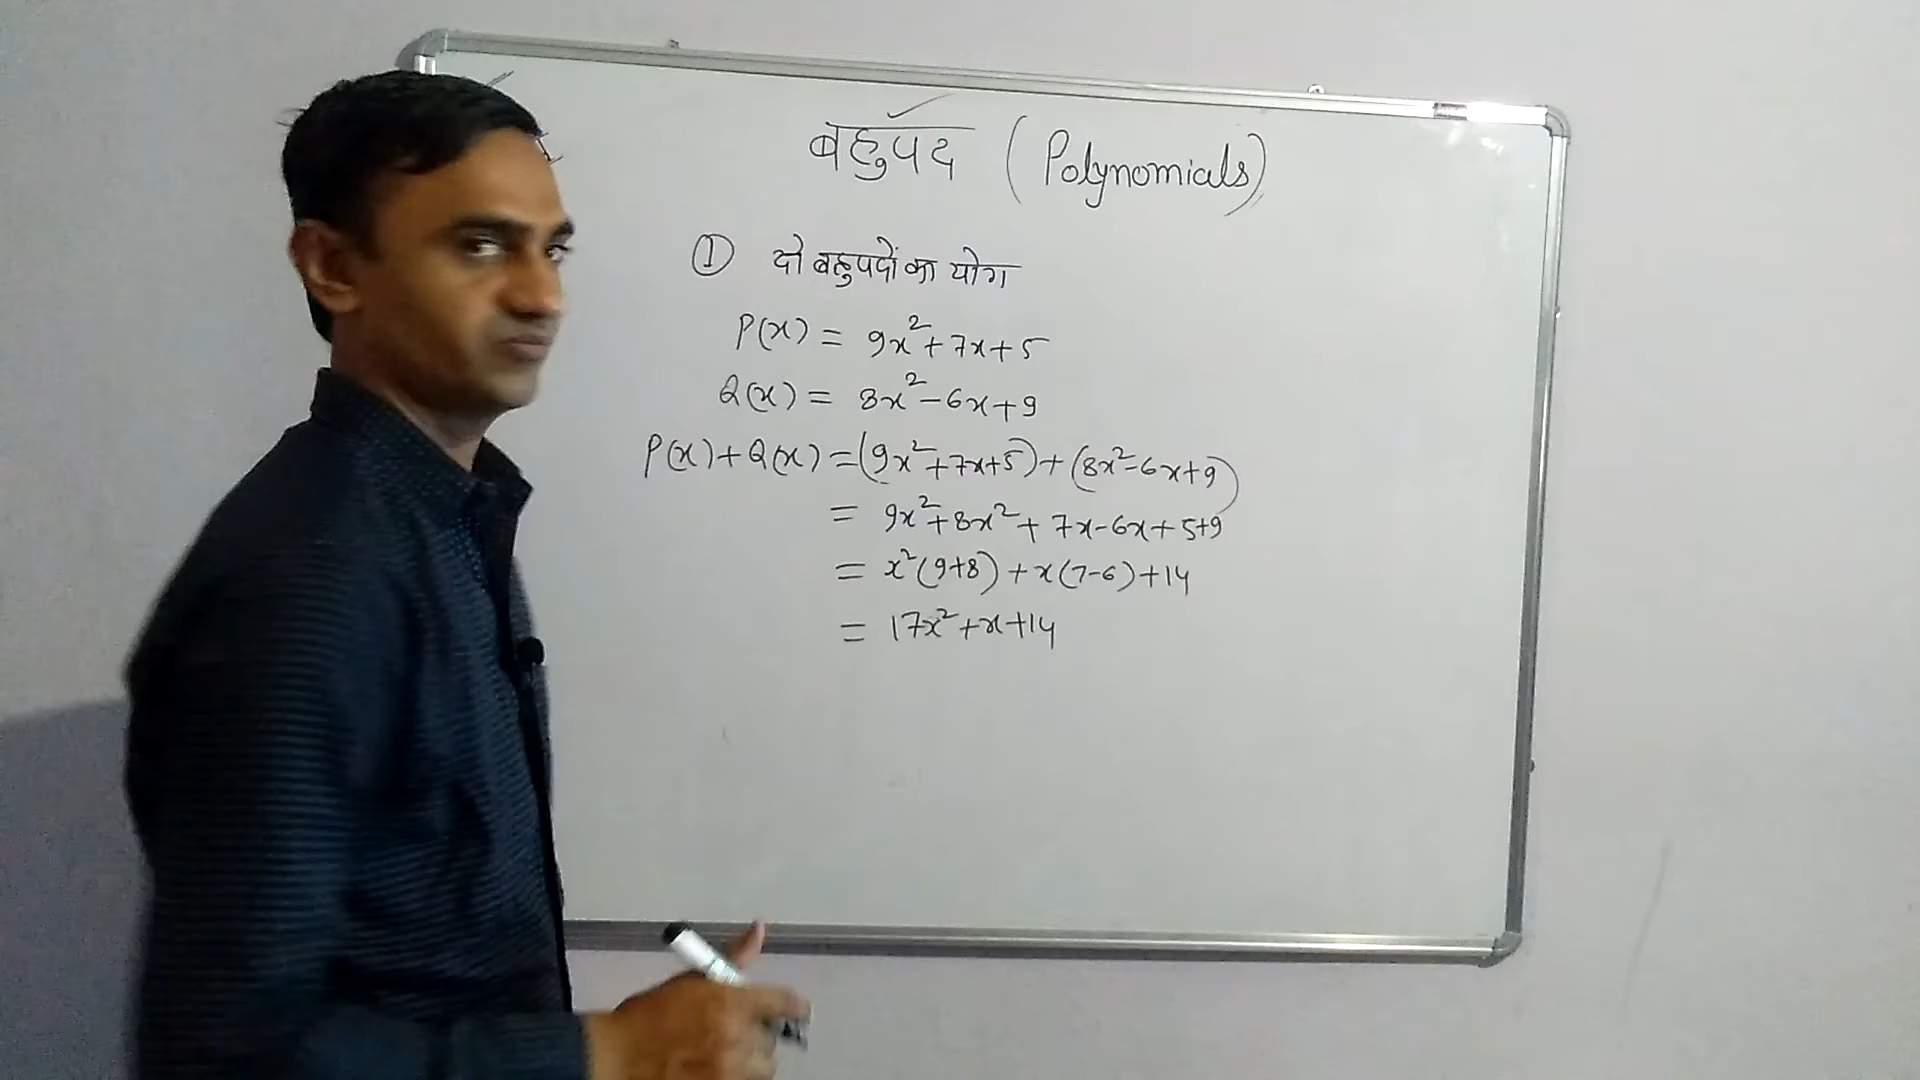 बहुपद (Polynomials)
① दो बहुपदों का योग
P(x) = 9x²+7x+5
Q(x) = 8x²-6x+9
P(x)+Q(x) = (9x²+7x+5)+(8x²-6x+9)
= 9x²+8x²+7x-6x+5+9
= x²(9+8)+x(7-6)+14
= 17x²+x+14